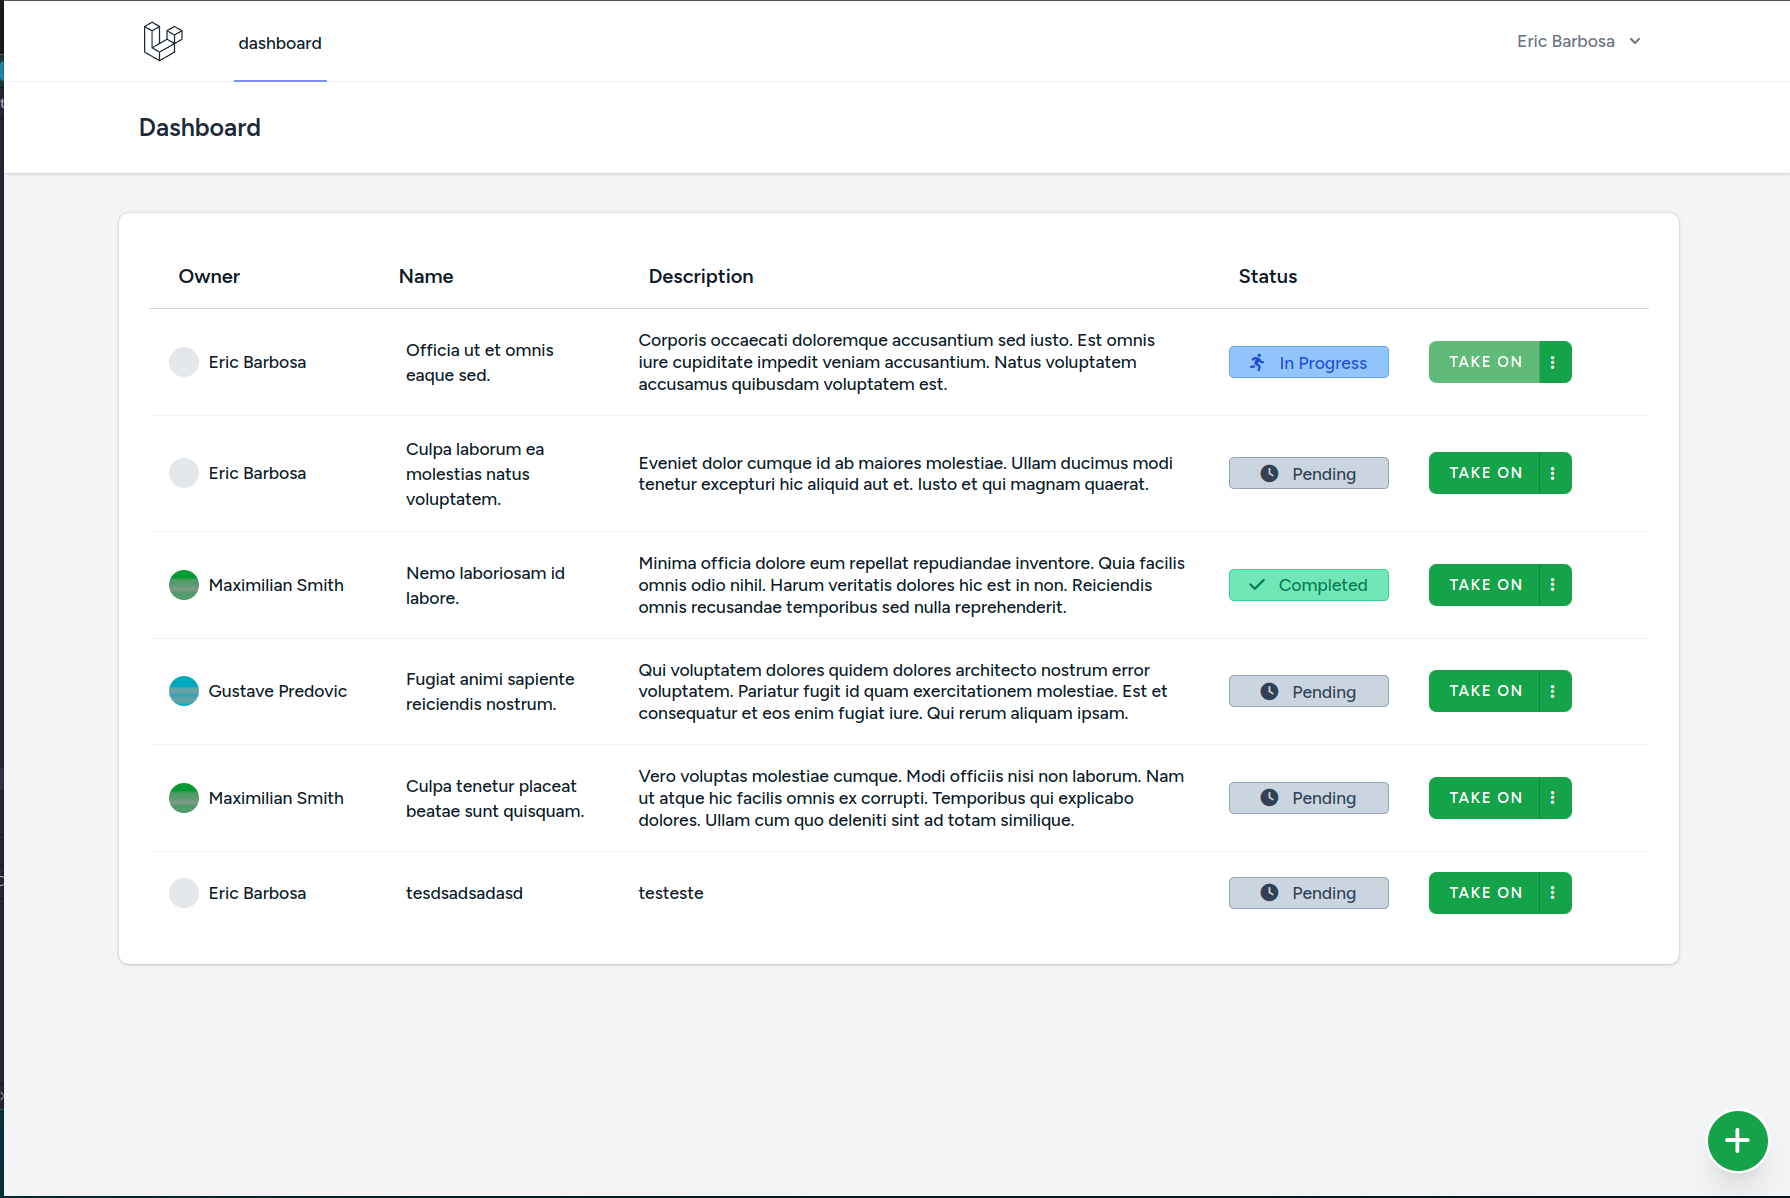 dashboard
Eric Barbosa
Dashboard
Owner
Name
Description
Status
Eric Barbosa
Officia ut et omnis
eaque sed.
Corporis occaecati doloremque accusantium sed iusto. Est omnis
iure cupiditate impedit veniam accusantium. Natus voluptatem
accusamus quibusdam voluptatem est.
In Progress
TAKE ON
Eric Barbosa
Culpa laborum ea
molestias natus
voluptatem.
Eveniet dolor cumque id ab maiores molestiae. Ullam ducimus modi
tenetur excepturi hic aliquid aut et. Iusto et qui magnam quaerat.
Pending
TAKE ON
Maximilian Smith
Nemo laboriosam id
labore.
Minima officia dolore eum repellat repudiandae inventore. Quia facilis
omnis odio nihil. Harum veritatis dolores hic est in non. Reiciendis
omnis recusandae temporibus sed nulla reprehenderit.
Completed
TAKE ON
Gustave Predovic
Fugiat animi sapiente
reiciendis nostrum.
Qui voluptatem dolores quidem dolores architecto nostrum error
voluptatem. Pariatur fugit id quam exercitationem molestiae. Est et
consequatur et eos enim fugiat iure. Qui rerum aliquam ipsam.
Pending
TAKE ON
Maximilian Smith
Culpa tenetur placeat
beatae sunt quisquam.
Vero voluptas molestiae cumque. Modi officiis nisi non laborum. Nam
ut atque hic facilis omnis ex corrupti. Temporibus qui explicabo
dolores. Ullam cum quo deleniti sint ad totam similique.
Pending
TAKE ON
Eric Barbosa
tesdsadsadasd
testeste
Pending
TAKE ON